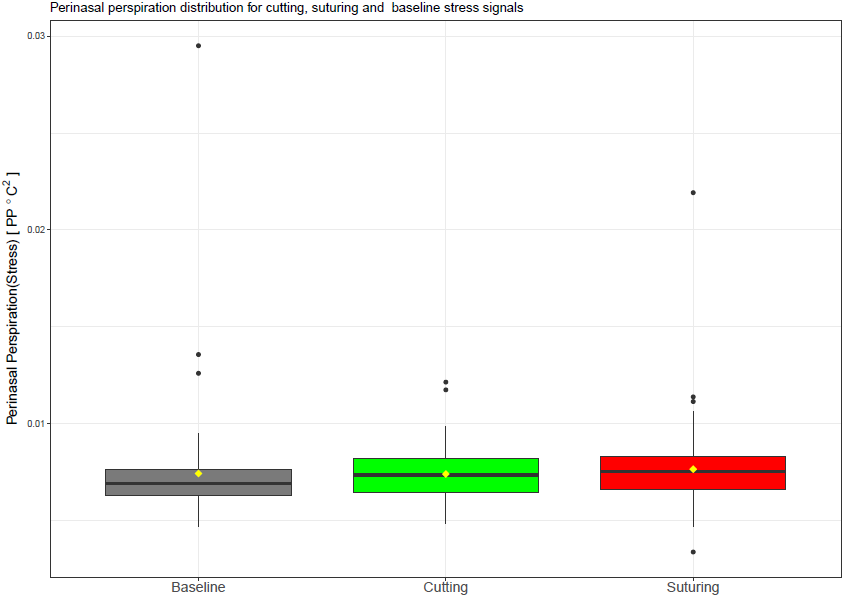 Perinasal perspiration distribution for cutting, suturing and  baseline stress signals
Perinasal Perspiration(Stress) [ PP ° C² ]
0.03
0.02
0.01
Baseline
Cutting
Suturing